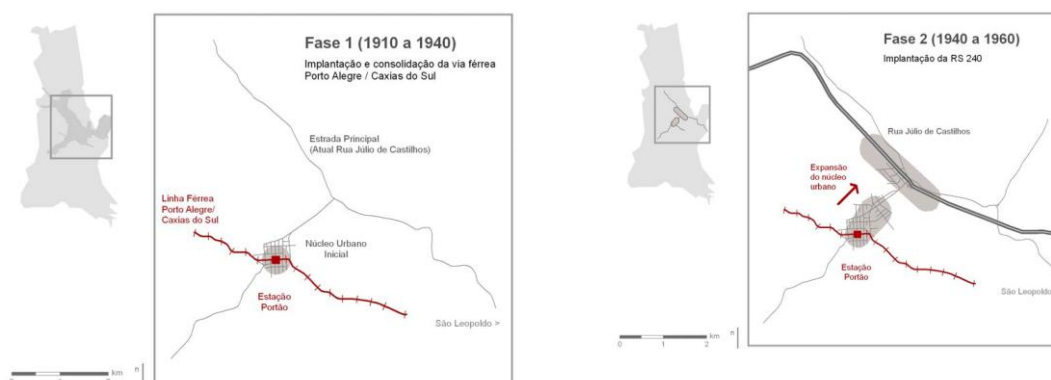 Fase 1 (1910 a 1940)
Implantação e consolidação da via férrea
Porto Alegre / Caxias do Sul
Estrada Principal
(Atual Rua Júlio de Castilhos)
Linha Férrea
Porto Alegre/
Caxias do Sul
Núcleo Urbano
Inicial
Estação
Portão
São Leopoldo >
km
n
Fase 2 (1940 a 1960)
Implantação da RS 240
Rua Júlio de Castilhos
Expansão
do núcleo
urbano
Estação
Portão
São Leopoldo
0 1 2 km
n